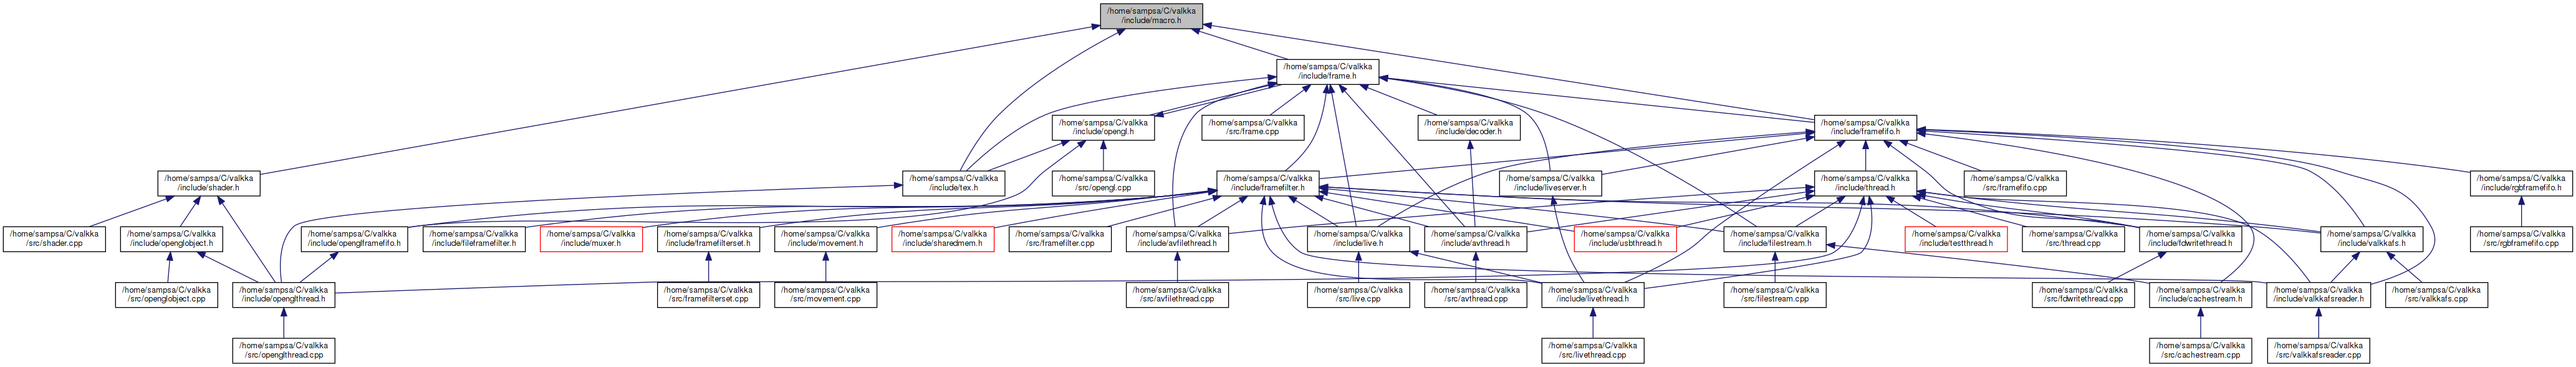 /home/sampsa/C/valkka
/include/macro.h
/home/sampsa/C/valkka
/include/frame.h
/home/sampsa/C/valkka
/include/opengl.h
/home/sampsa/C/valkka
/src/frame.cpp
/home/sampsa/C/valkka
/include/decoder.h
/home/sampsa/C/valkka
/include/framefifo.h
/home/sampsa/C/valkka
/include/shader.h
/home/sampsa/C/valkka
/include/tex.h
/home/sampsa/C/valkka
/src/opengl.cpp
/home/sampsa/C/valkka
/include/framefilter.h
/home/sampsa/C/valkka
/include/liveserver.h
/home/sampsa/C/valkka
/include/thread.h
/home/sampsa/C/valkka
/src/framefifo.cpp
/home/sampsa/C/valkka
/include/rgbframefifo.h
/home/sampsa/C/valkka
/src/shader.cpp
/home/sampsa/C/valkka
/include/openglobject.h
/home/sampsa/C/valkka
/include/openglframefifo.h
/home/sampsa/C/valkka
/include/fileframefilter.h
/home/sampsa/C/valkka
/include/muxer.h
/home/sampsa/C/valkka
/include/framefilterset.h
/home/sampsa/C/valkka
/include/movement.h
/home/sampsa/C/valkka
/include/sharedmem.h
/home/sampsa/C/valkka
/src/framefilter.cpp
/home/sampsa/C/valkka
/include/avfilethread.h
/home/sampsa/C/valkka
/include/live.h
/home/sampsa/C/valkka
/include/avthread.h
/home/sampsa/C/valkka
/include/usbthread.h
/home/sampsa/C/valkka
/include/filestream.h
/home/sampsa/C/valkka
/include/testthread.h
/home/sampsa/C/valkka
/src/thread.cpp
/home/sampsa/C/valkka
/include/fdwritethread.h
/home/sampsa/C/valkka
/include/valkkafs.h
/home/sampsa/C/valkka
/src/rgbframefifo.cpp
/home/sampsa/C/valkka
/src/openglobject.cpp
/home/sampsa/C/valkka
/include/openglthread.h
/home/sampsa/C/valkka
/src/framefilterset.cpp
/home/sampsa/C/valkka
/src/movement.cpp
/home/sampsa/C/valkka
/src/avfilethread.cpp
/home/sampsa/C/valkka
/src/live.cpp
/home/sampsa/C/valkka
/src/avthread.cpp
/home/sampsa/C/valkka
/include/livethread.h
/home/sampsa/C/valkka
/src/filestream.cpp
/home/sampsa/C/valkka
/src/fdwritethread.cpp
/home/sampsa/C/valkka
/include/cachestream.h
/home/sampsa/C/valkka
/include/valkkafsreader.h
/home/sampsa/C/valkka
/src/valkkafs.cpp
/home/sampsa/C/valkka
/src/openglthread.cpp
/home/sampsa/C/valkka
/src/livethread.cpp
/home/sampsa/C/valkka
/src/cachestream.cpp
/home/sampsa/C/valkka
/src/valkkafsreader.cpp